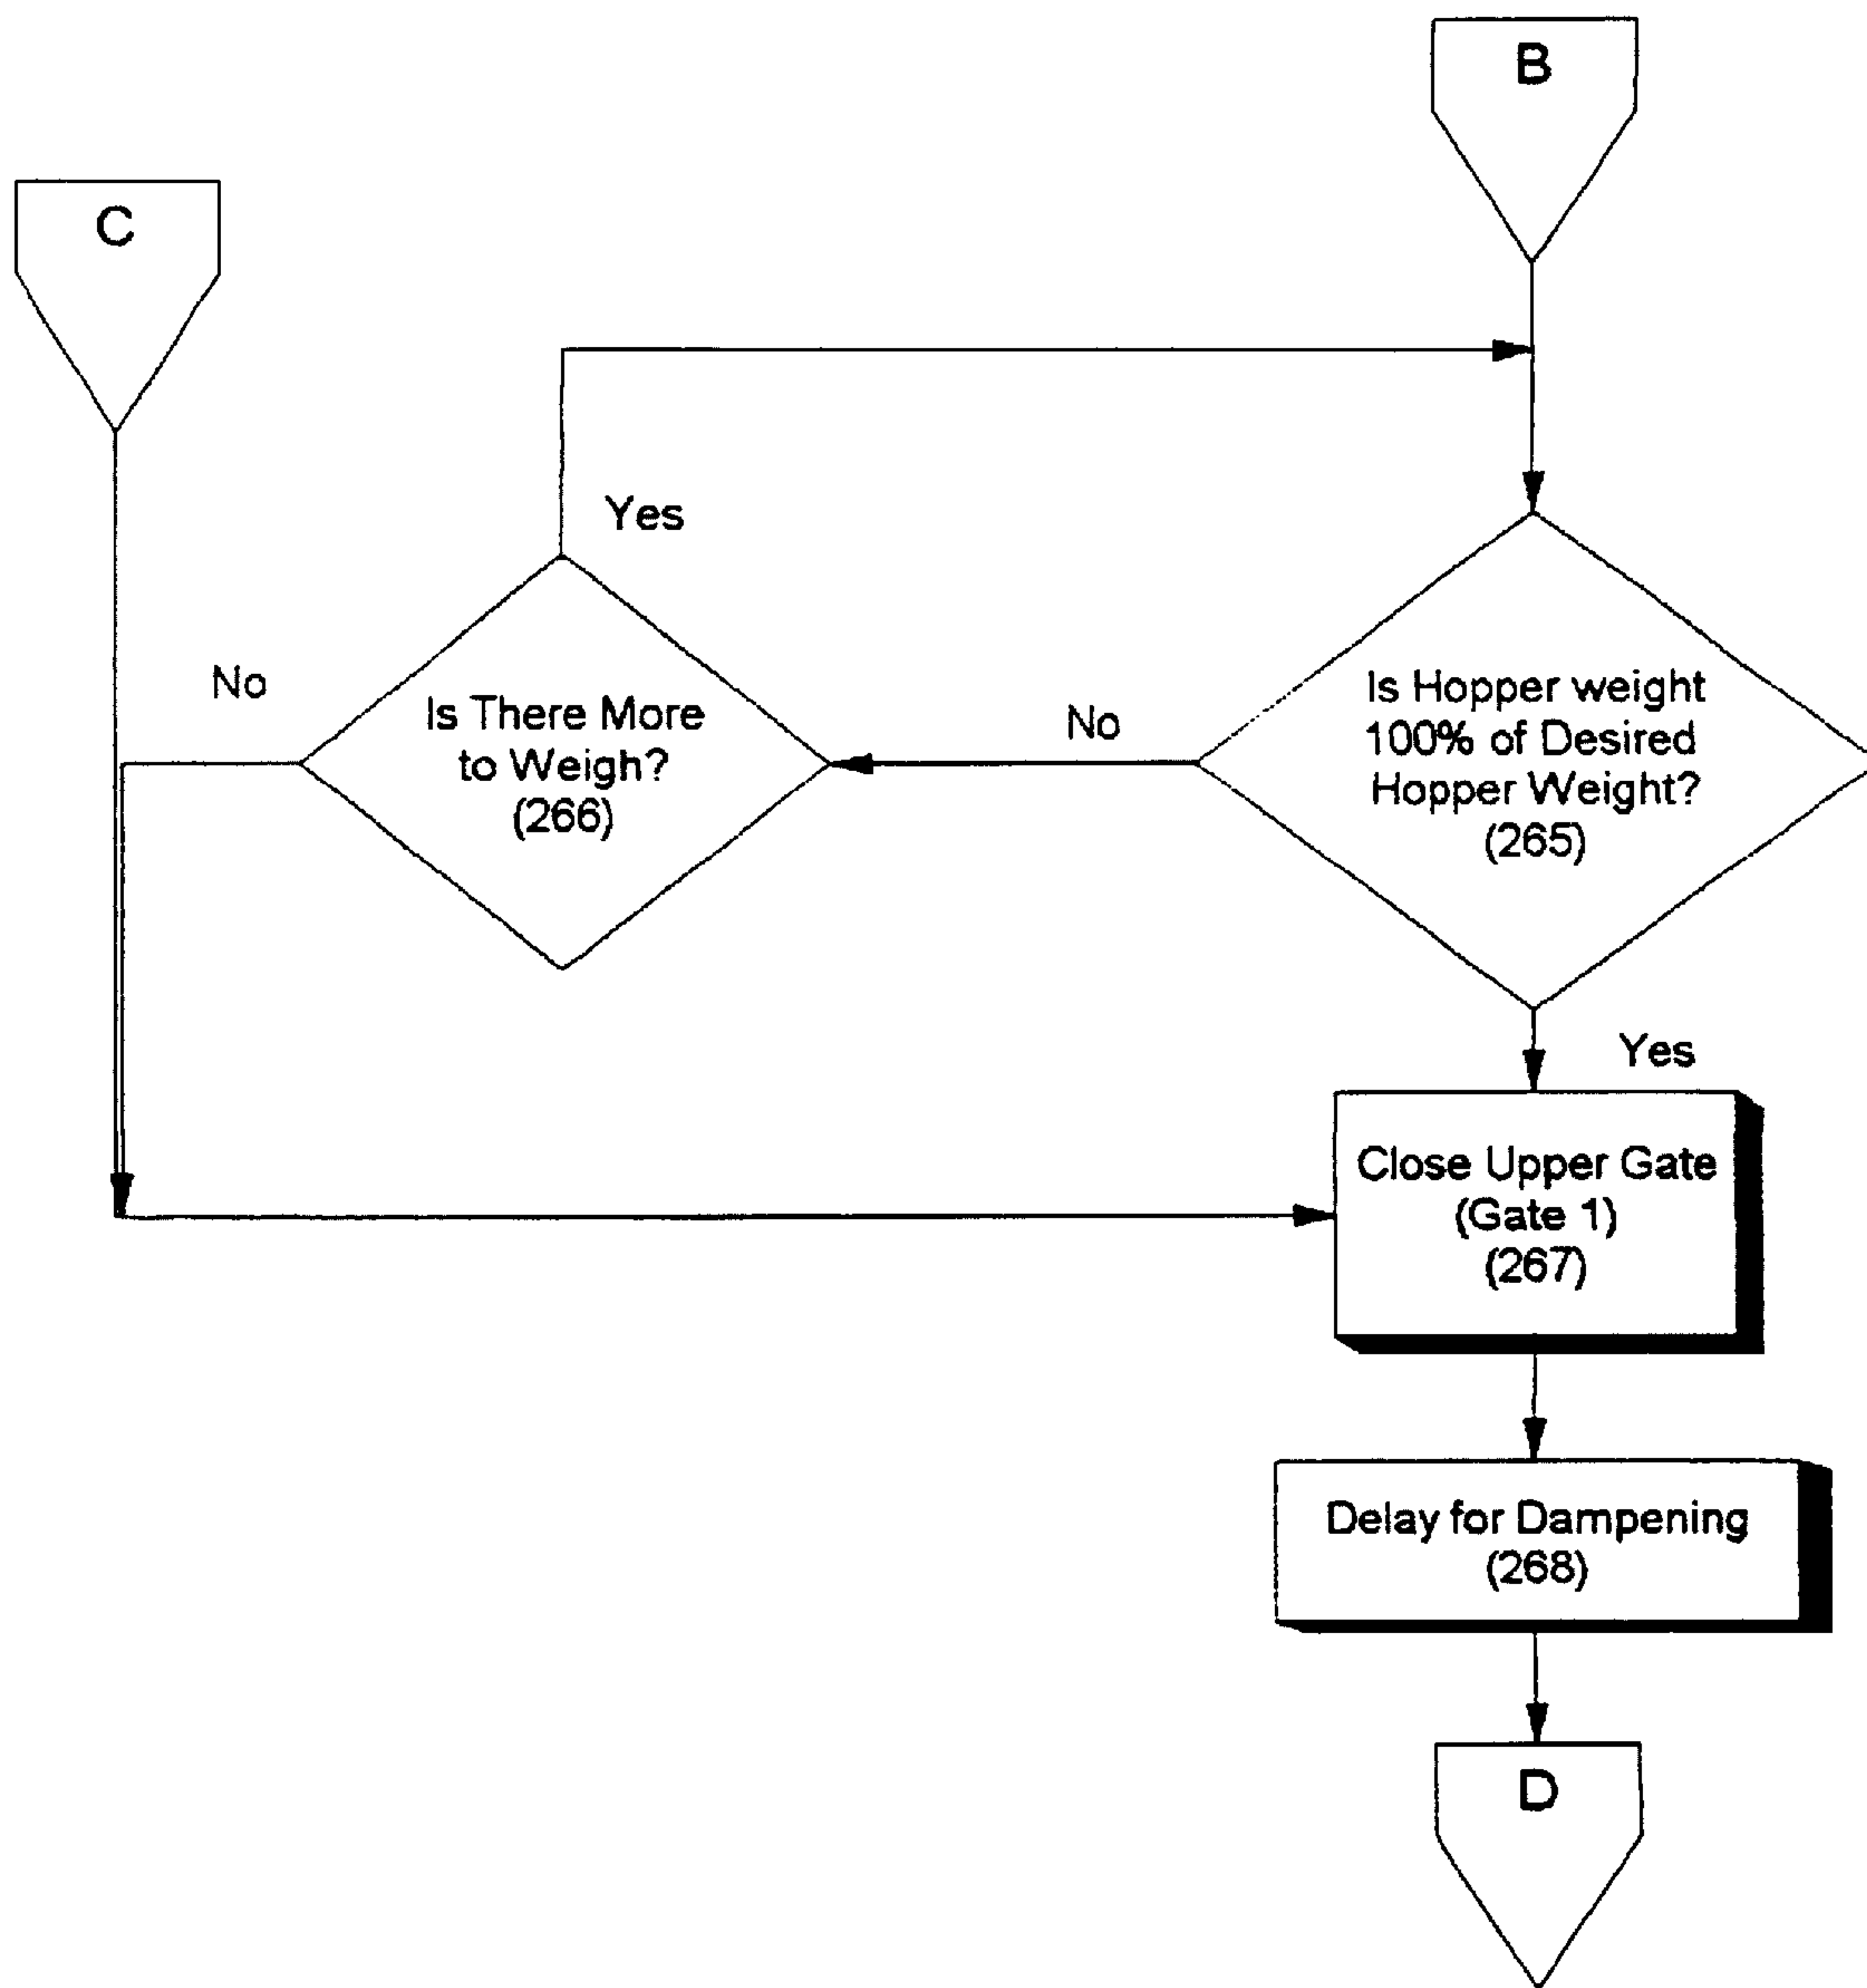 B
C
Yes
No
Is There More
to Weigh?
(266)
No
Is Hopper weight
100% of Desired
Hopper Weight?
(265)
Yes
Close Upper Gate
(Gate 1)
(267)
Delay for Dampening
(268)
D